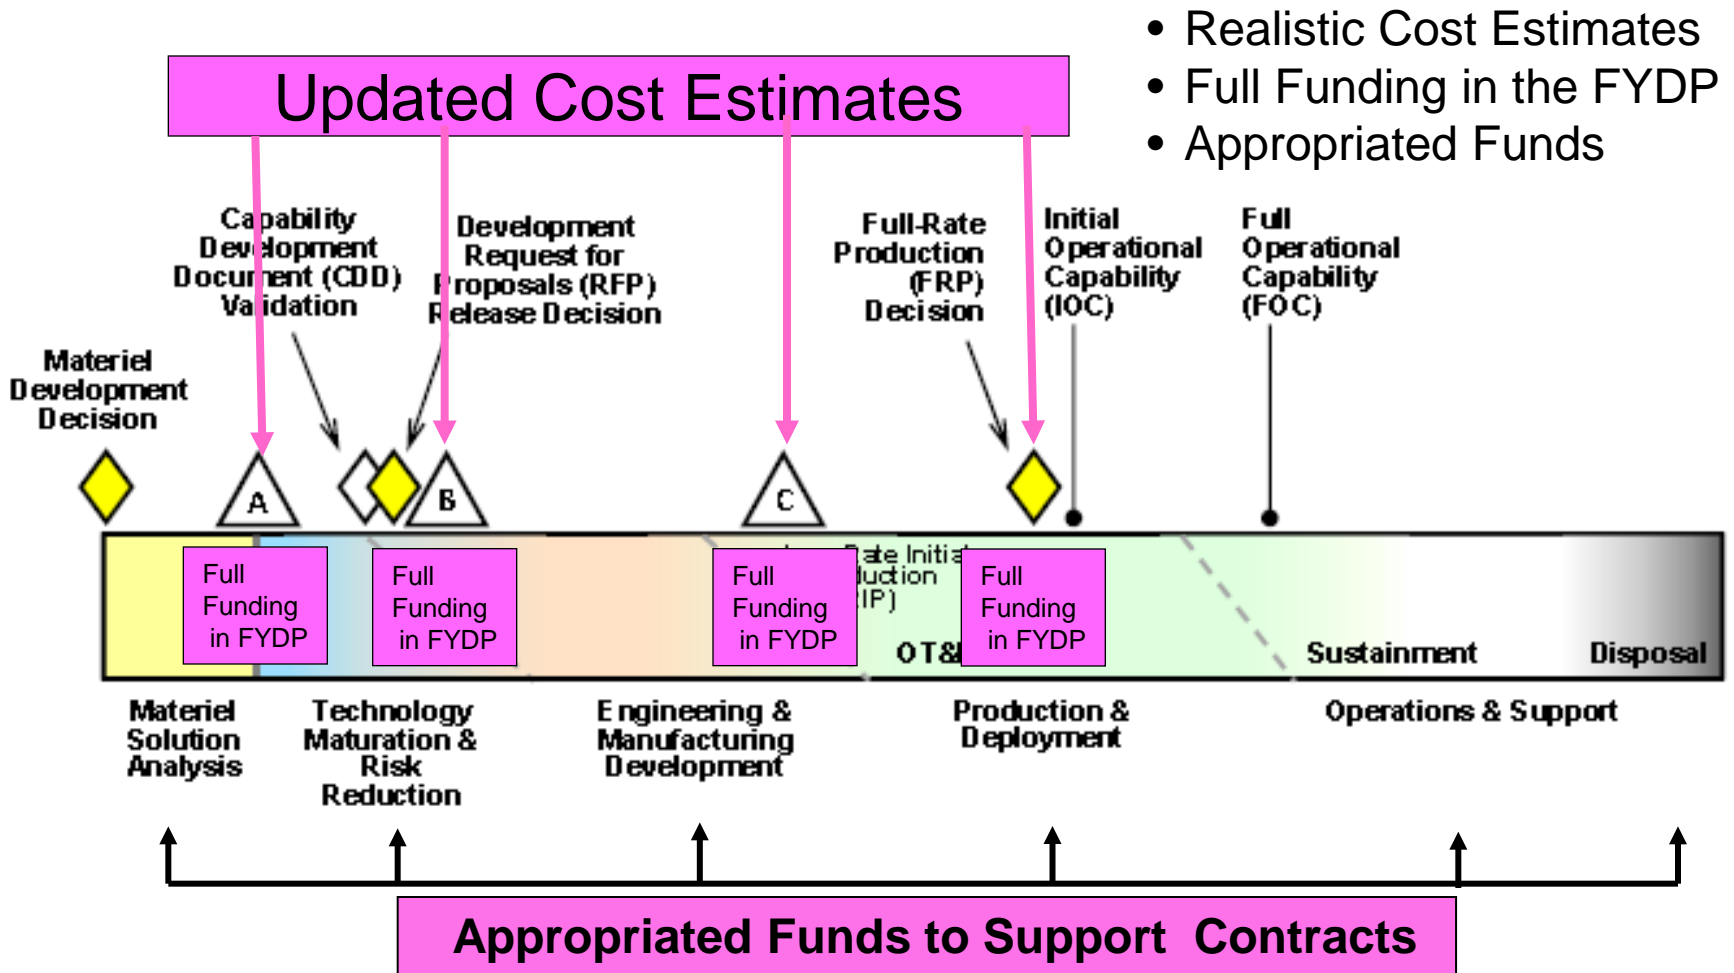 • Realistic Cost Estimates
• Full Funding in the FYDP
• Appropriated Funds
Updated Cost Estimates
Capability
Development
Document (CDD)
Validation
Development
Request for
Proposals (RFP)
Release Decision
Full-Rate
Production
(FRP)
Decision
Initial
Operational
Capability
(IOC)
Full
Operational
Capability
(FOC)
Materiel
Development
Decision
A
B
C
Full
Funding
in FYDP
Full
Funding
in FYDP
Full
Funding
in FYDP
Rate Initial
OT&
Full
Funding
in FYDP
Sustainment
Disposal
Materiel
Solution
Analysis
Technology
Maturation &
Risk
Reduction
Engineering &
Manufacturing
Development
Production &
Deployment
Operations & Support
Appropriated Funds to Support Contracts